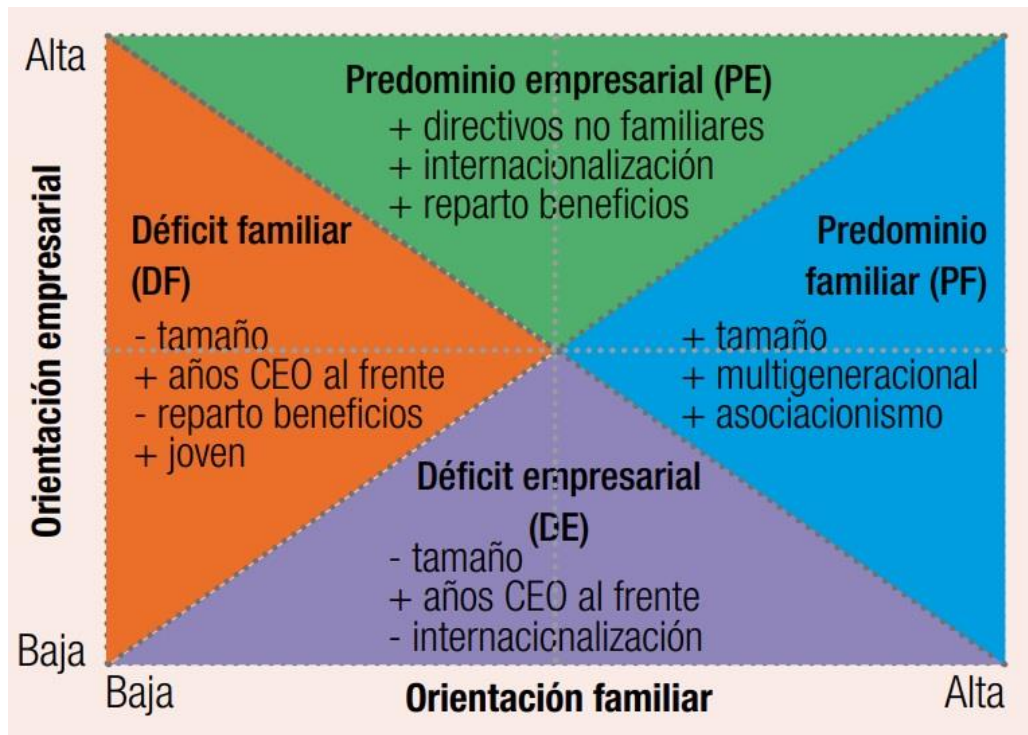 Alta
Predominio empresarial (PE)
+ directivos no familiares
+ internacionalización
+ reparto beneficios
Orientación empresarial
Déficit familiar
(DF)
- tamaño
+ años CEO al frente
- reparto beneficios
+ joven
Predominio
familiar (PF)
+ tamaño
+ multigeneracional
+ asociacionismo
Déficit empresarial
(DE)
- tamaño
+ años CEO al frente
- internacionalización
Baja
Baja
Orientación familiar
Alta